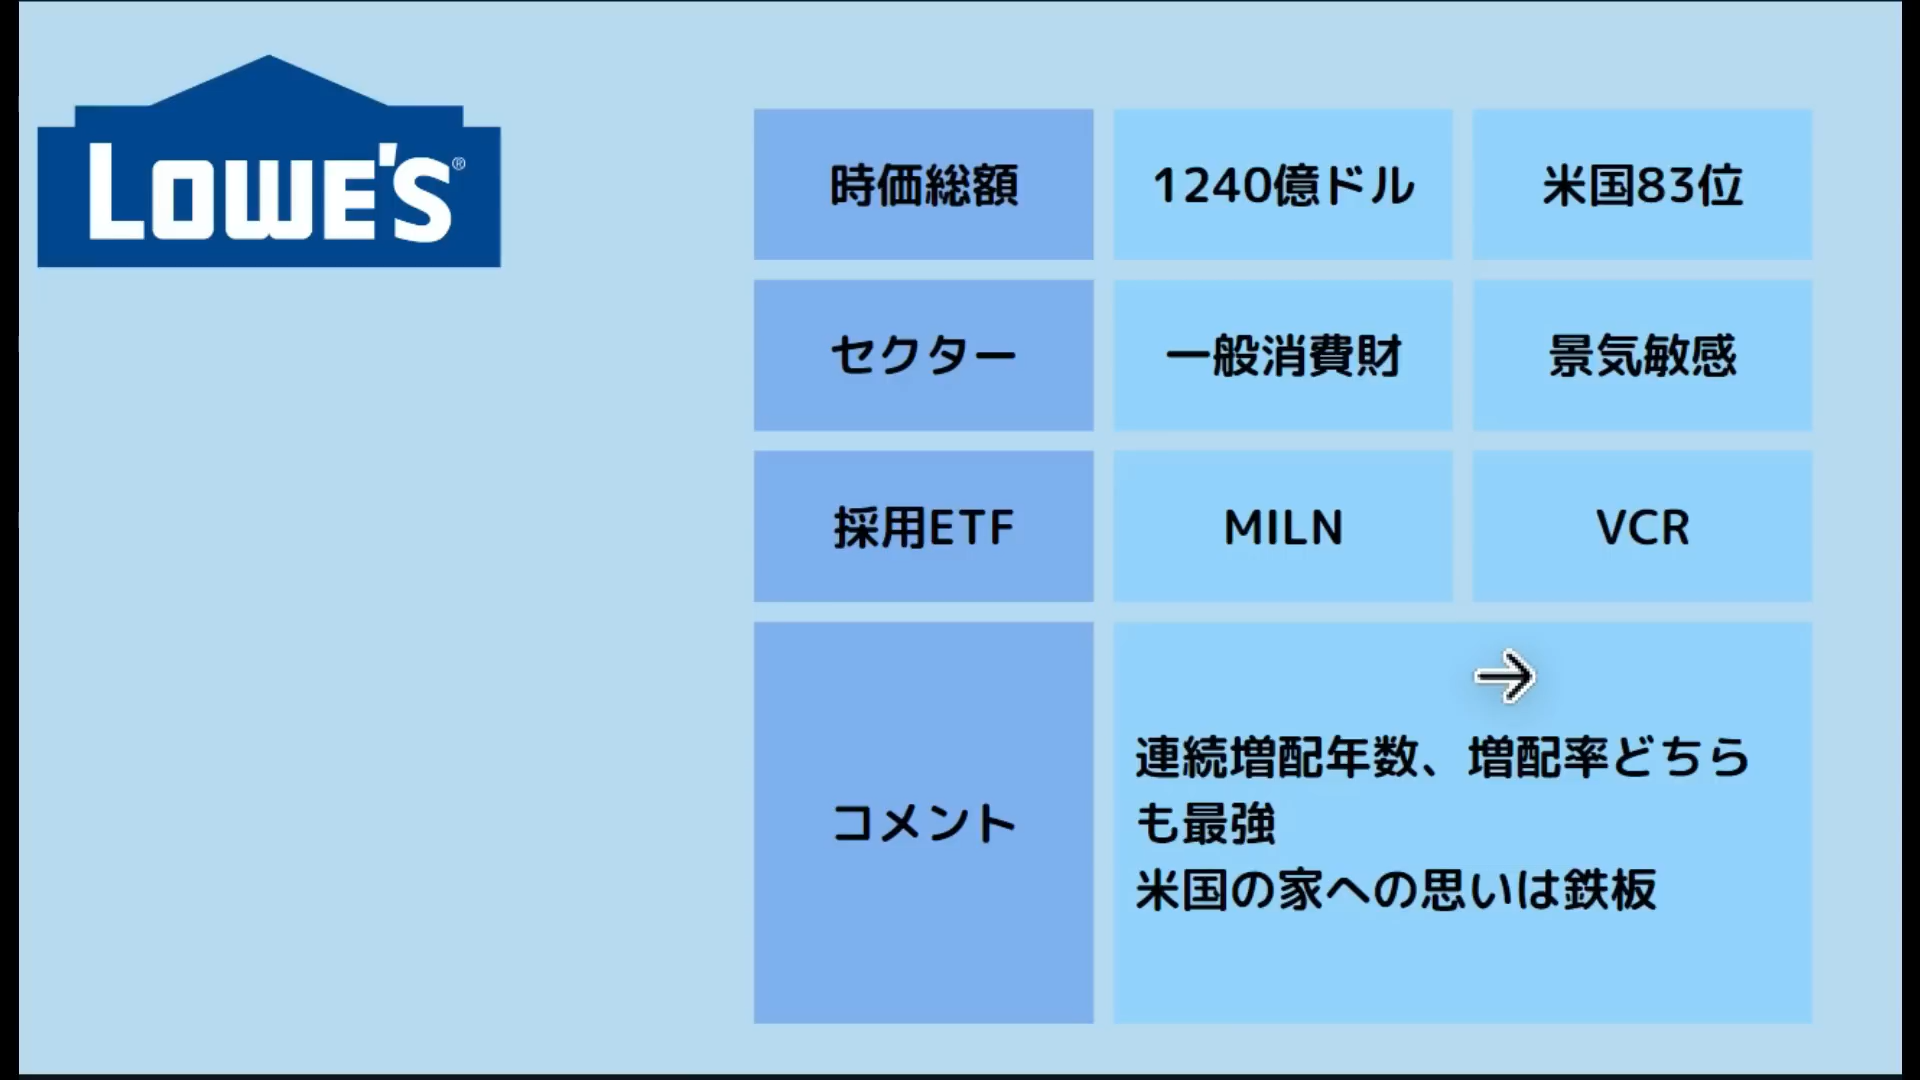 LOWE'S®
時価総額 1240億ドル 米国83位
セクター 一般消費財 景気敏感
採用ETF MILN VCR
コメント
連続増配年数、増配率どちら
も最強
米国の家への思いは鉄板